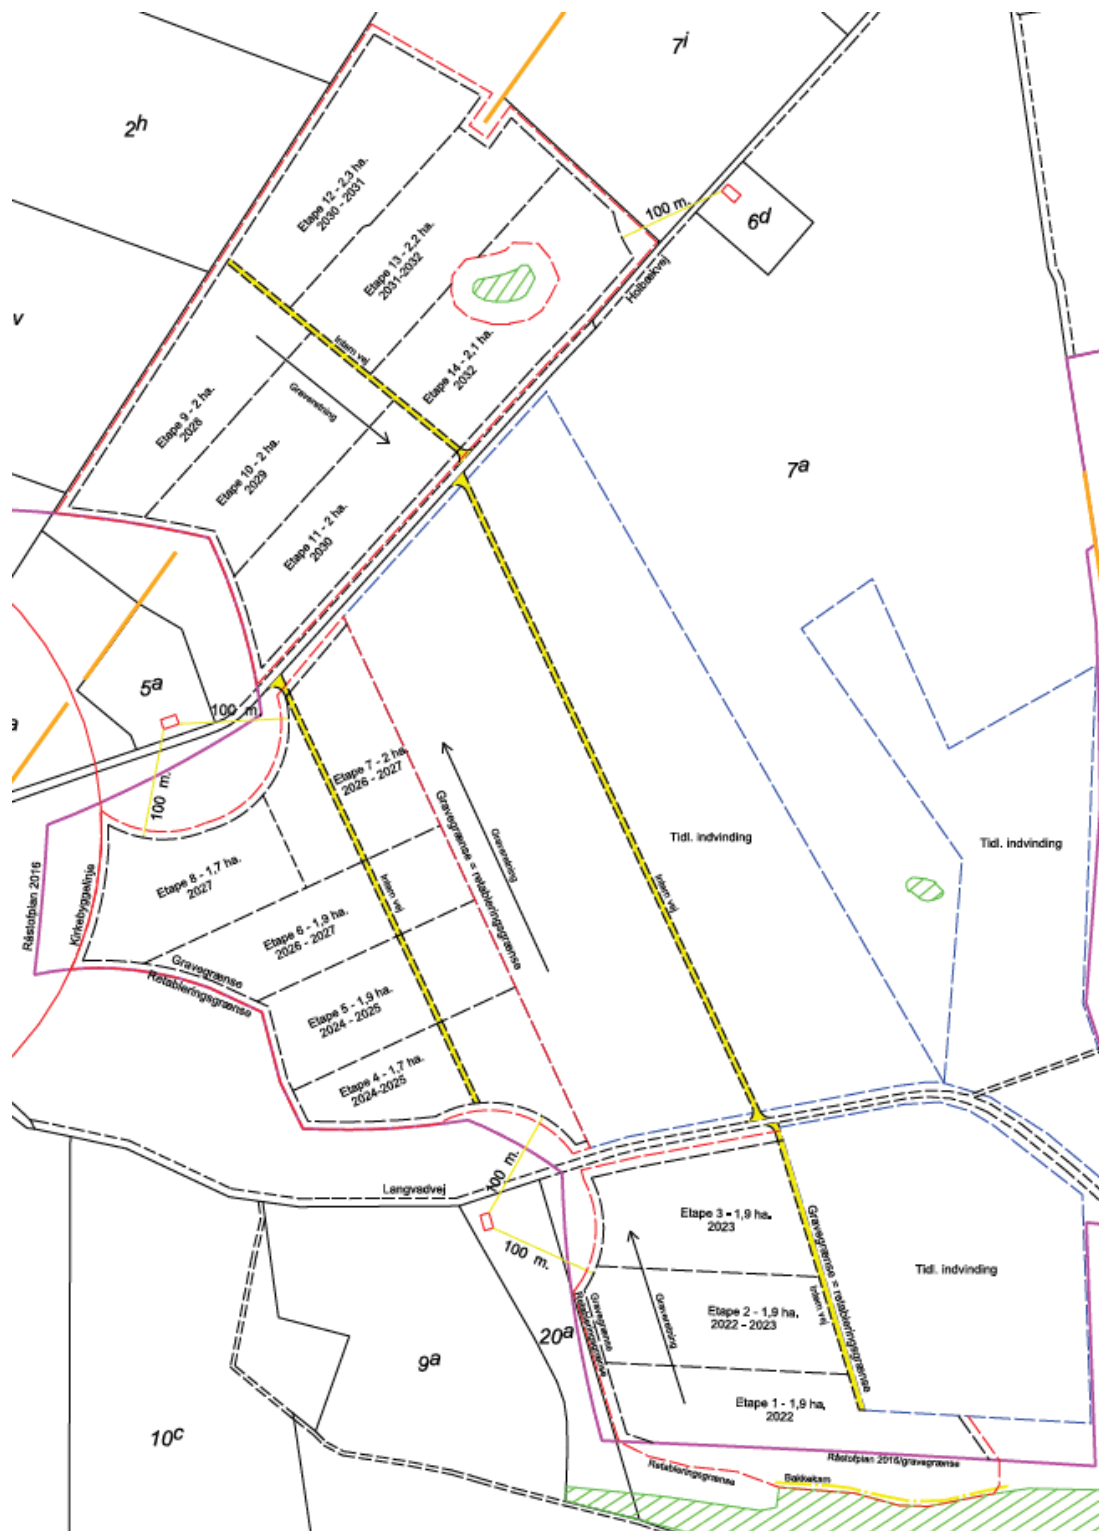 7i
2h
Etape 12 - 2,3 ha.
2030 - 2031
100 m.
6d
Etape 13 - 2,2 ha.
2031-2032
Holbækvej
v
Intern vej
Etape 14 - 2,1 ha.
2032
Graveretning
Etape 9 - 2 ha.
2028
Etape 10 - 2 ha.
2029
7a
Etape 11 - 2 ha.
2030
5a
100 m.
a
Etape 7 - 2 ha.
2026 - 2027
100 m.
Gravegrænse = retableringsgrænse
Graveretning
Tidl. indvinding
Tidl. indvinding
Etape 8 - 1,7 ha.
2027
Intern vej
Intern vej
Råstofplan 2016
Kirkebyggelinje
Etape 6 - 1,9 ha.
2026 - 2027
Gravegrænse
Retableringsgrænse
Etape 5 - 1,9 ha.
2024 - 2025
Etape 4 - 1,7 ha.
2024-2025
100 m.
Langvadvej
Etape 3 - 1,9 ha.
2023
Gravegrænse = retableringsgrænse
100 m.
Tidl. indvinding
Intern vej
Etape 2 - 1,9 ha.
2022 - 2023
Graveretning
Gravegrænse
Retableringsgrænse
20a
9a
Etape 1 - 1,9 ha.
2022
10c
Råstofplan 2016/gravegrænse
Retableringsgrænse
Bakkekam